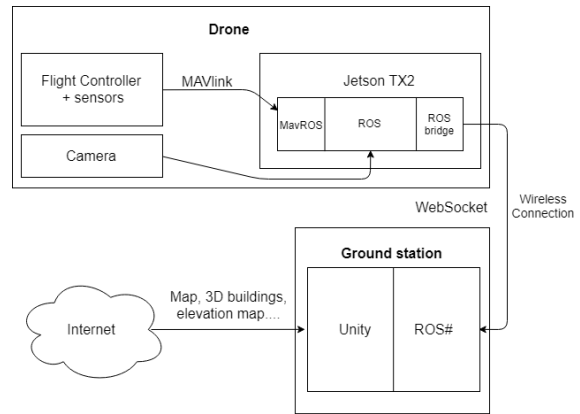 Drone
Flight Controller
+ sensors
MAVlink
Jetson TX2
MavROS
ROS
ROS
bridge
Camera
WebSocket
Wireless
Connection
Ground station
Map, 3D buildings,
elevation map....
Internet
Unity
ROS#